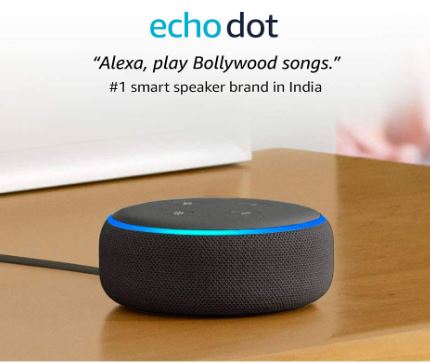 echo dot
“Alexa, play Bollywood songs.”
#1 smart speaker brand in India